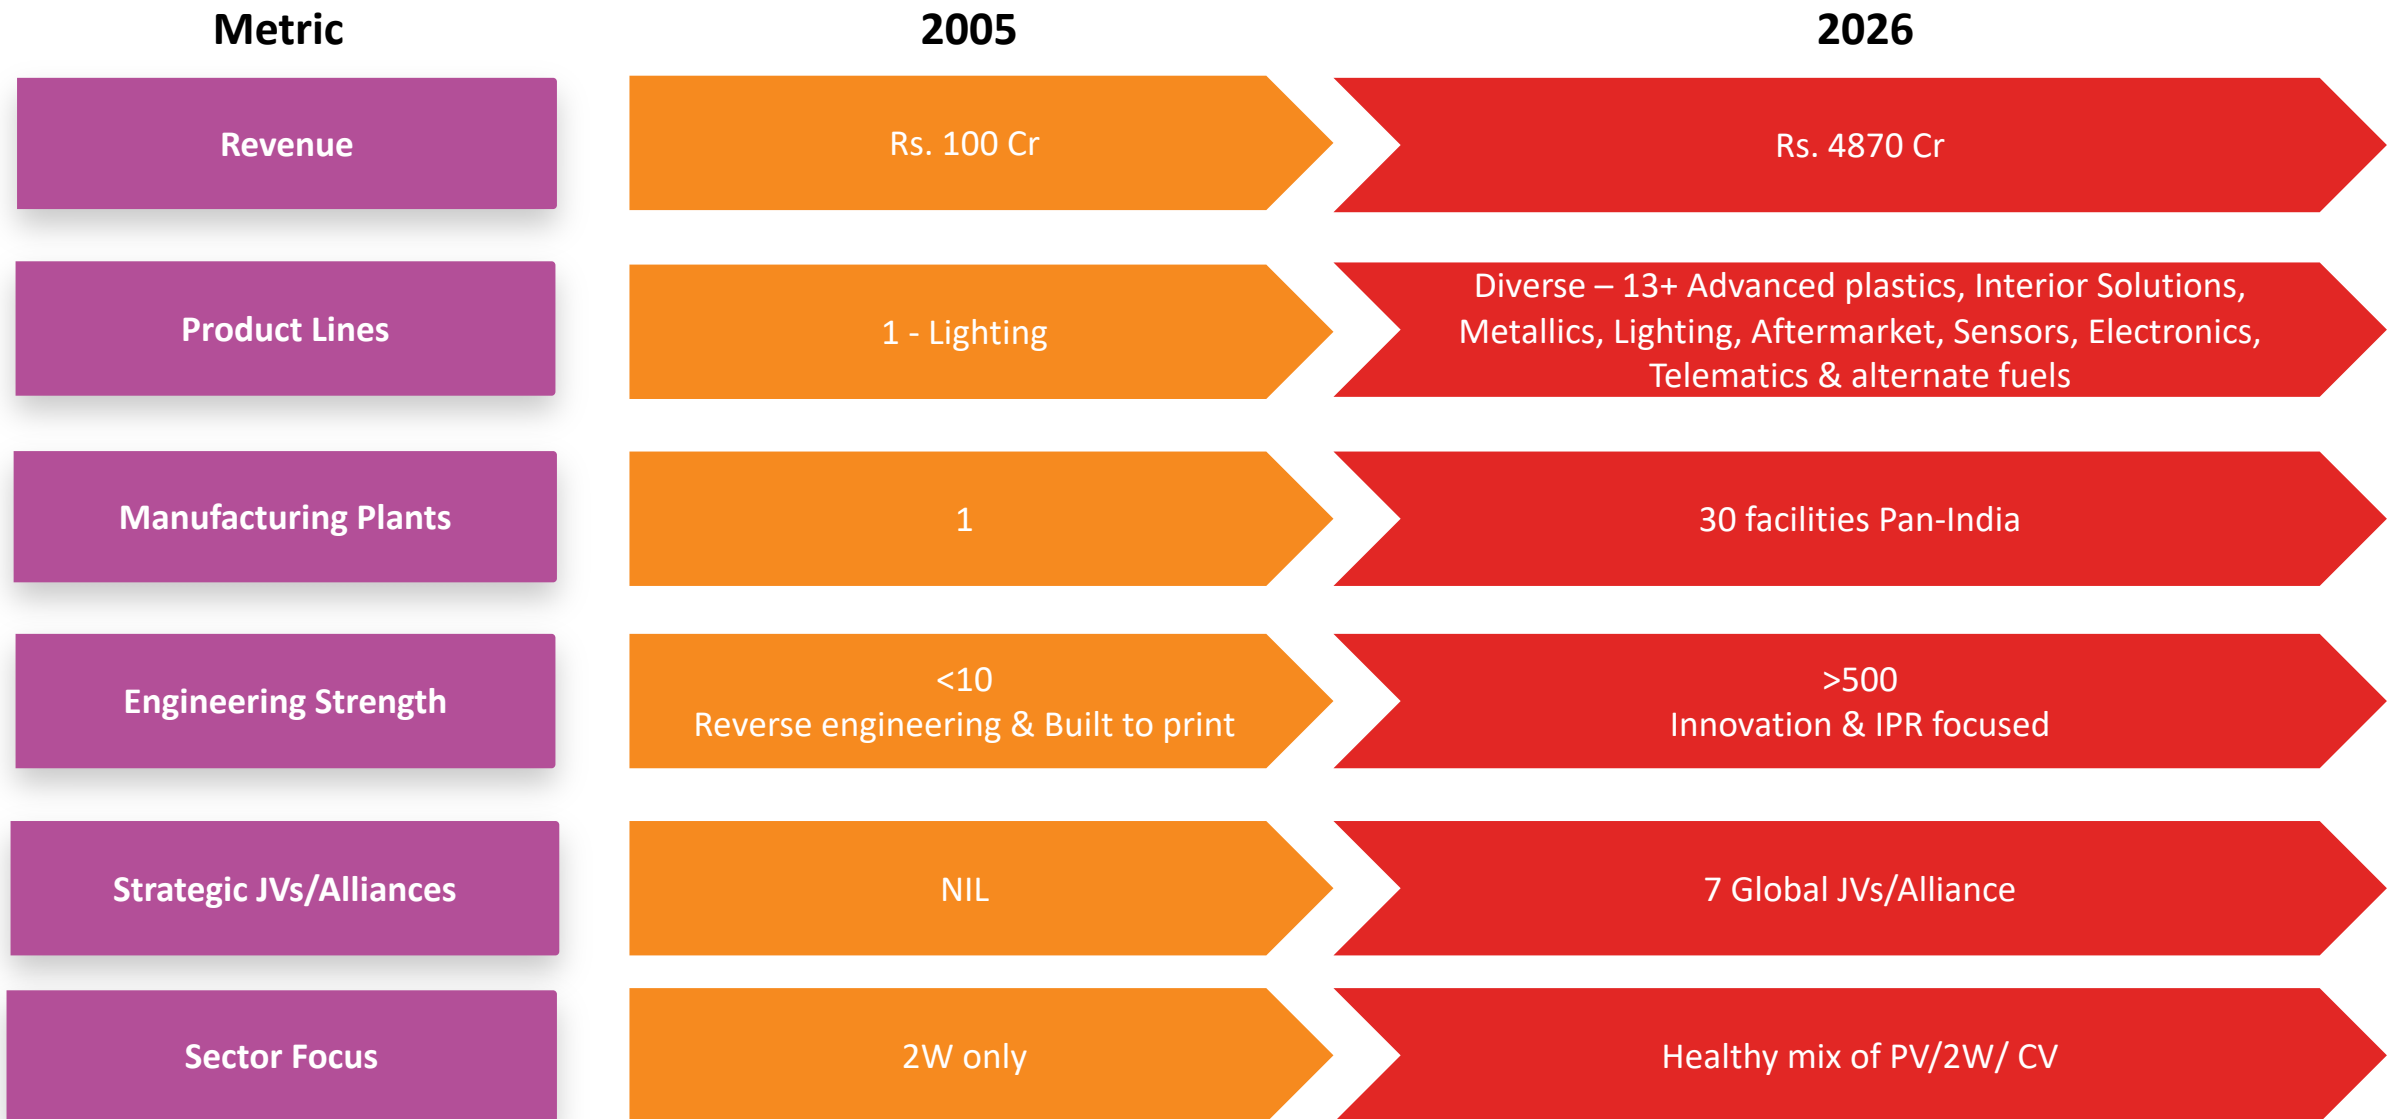 Metric
2005
2026
Revenue
Rs. 100 Cr
Rs. 4870 Cr
Product Lines
1 - Lighting
Diverse – 13+ Advanced plastics, Interior Solutions,
Metallics, Lighting, Aftermarket, Sensors, Electronics,
Telematics & alternate fuels
Manufacturing Plants
1
30 facilities Pan-India
Engineering Strength
<10
Reverse engineering & Built to print
>500
Innovation & IPR focused
Strategic JVs/Alliances
NIL
7 Global JVs/Alliance
Sector Focus
2W only
Healthy mix of PV/2W/ CV